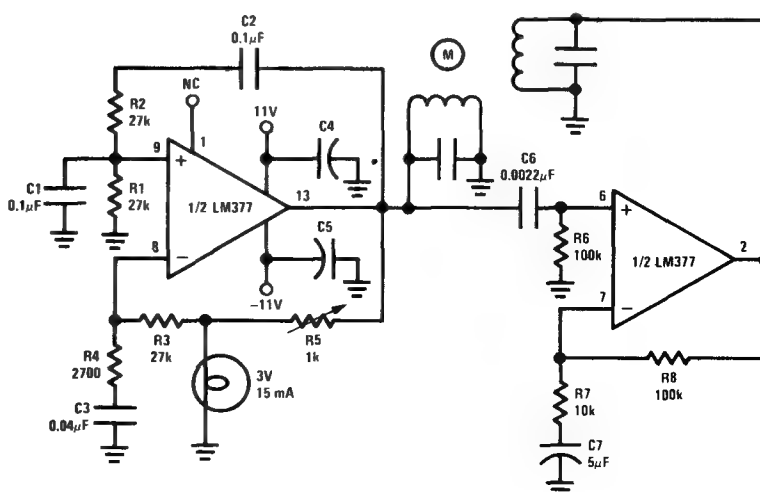 C2
0.1μF
M
NC
R2
27k
11V
C4
1
9
+
C6
0.0022μF
C1
0.1μF
R1
27k
1/2 LM377
13
6
+
R6
100k
1/2 LM377
2
8
−
C5
7
−
−11V
R3
27k
R5
1k
R4
2700
3V
15 mA
R8
100k
R7
10k
C3
0.04μF
C7
5μF